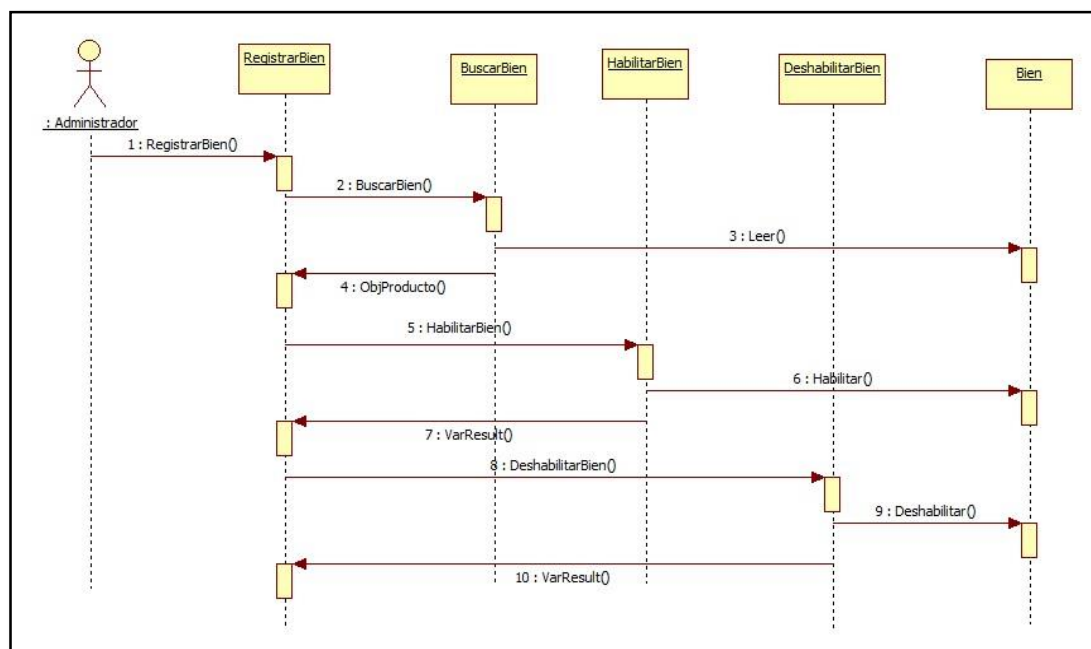 RegistrarBien
BuscarBien
HabilitarBien
DeshabilitarBien
Bien
: Administrador
1 : RegistrarBien()
2 : BuscarBien()
3 : Leer()
4 : ObjProducto()
5 : HabilitarBien()
6 : Habilitar()
7 : VarResult()
8 : DeshabilitarBien()
9 : Deshabilitar()
10 : VarResult()